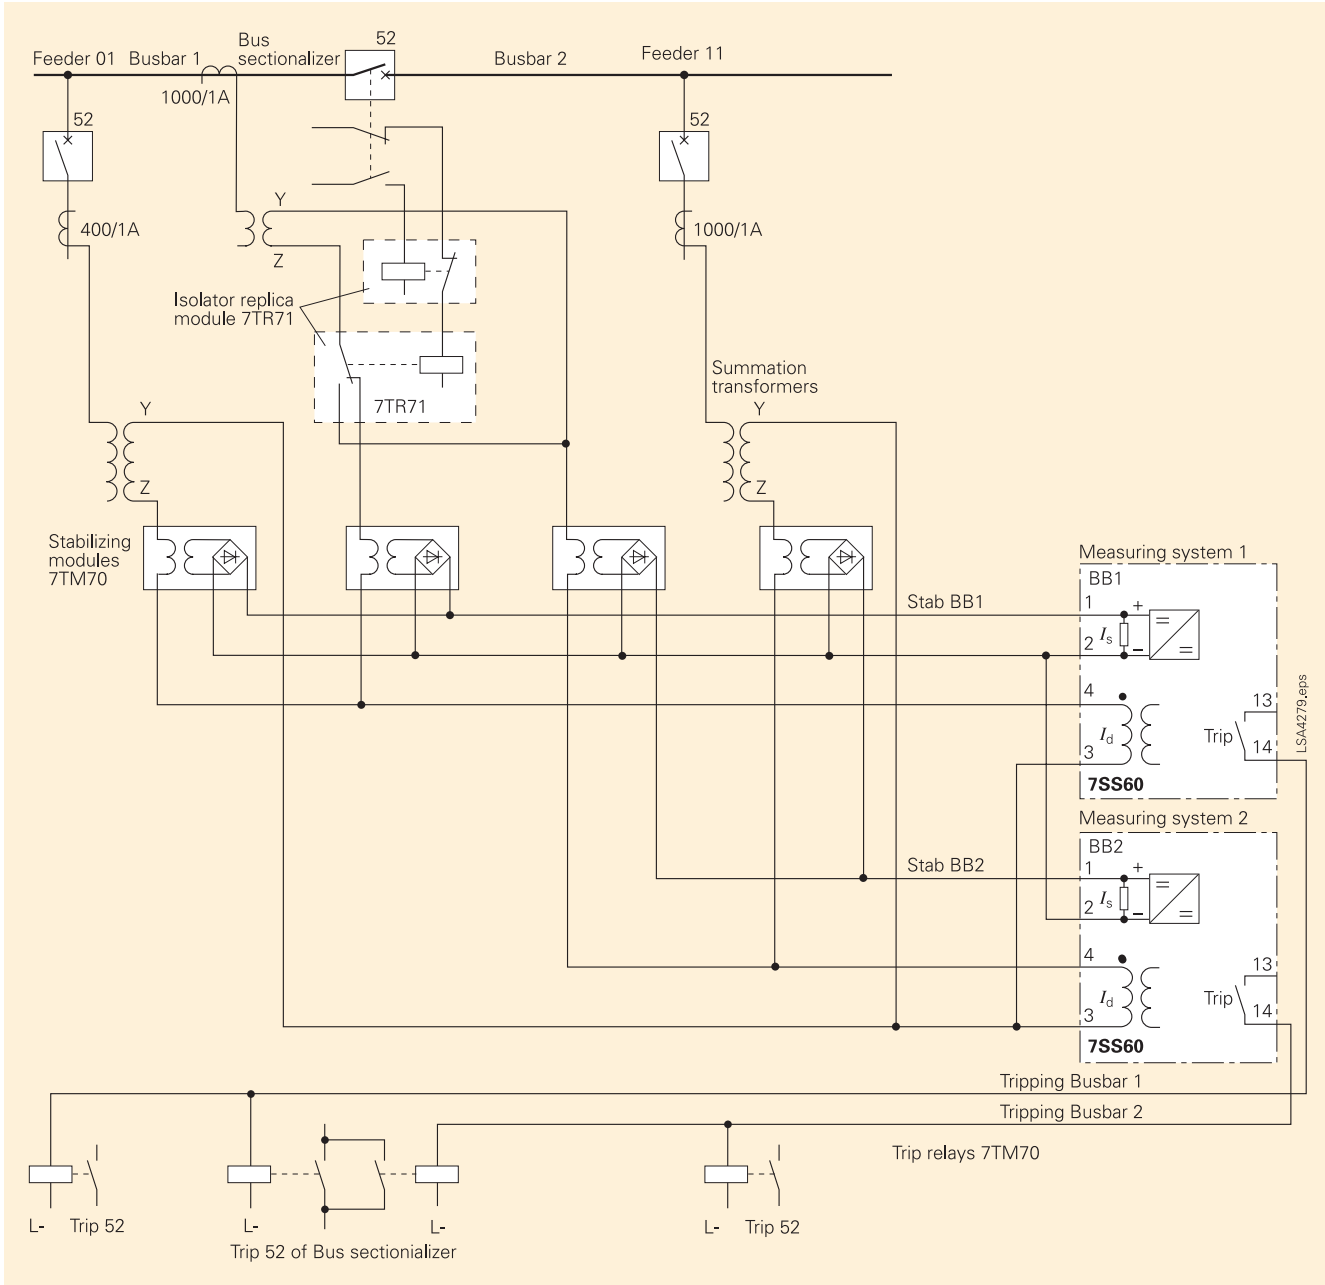 52
Bus
sectionalizer
Feeder 01
Busbar 1
Busbar 2
Feeder 11
1000/1A
52
52
400/1A
Y
Z
1000/1A
Isolator replica
module 7TR71
7TR71
Summation
transformers
Y
Z
Y
Z
Stabilizing
modules
7TM70
Measuring system 1
BB1
Stab BB1
1
+
2
Is
–
4
Id
3
7SS60
Trip
13
14
LSA4279.eps
Measuring system 2
BB2
Stab BB2
1
+
2
Is
–
4
Id
3
7SS60
Trip
13
14
Tripping Busbar 1
Tripping Busbar 2
Trip relays 7TM70
L-
Trip 52
L-
L-
Trip 52 of Bus sectionializer
L-
Trip 52